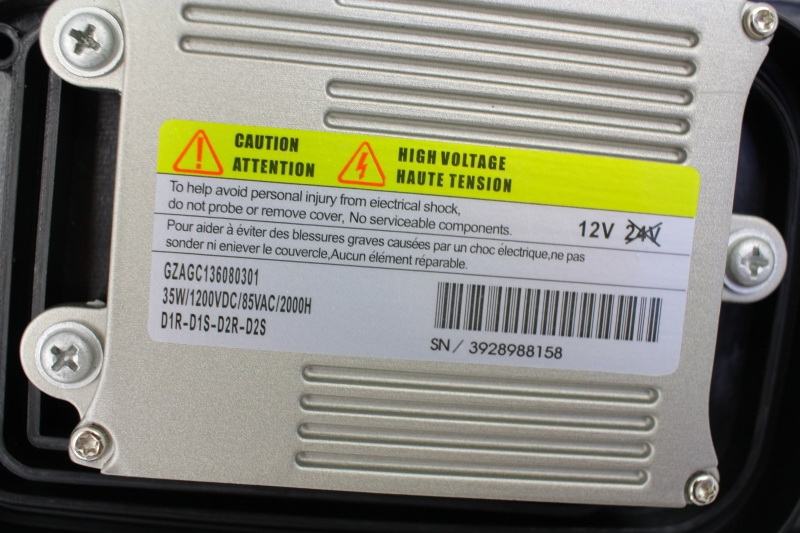 CAUTION
ATTENTION
HIGH VOLTAGE
HAUTE TENSION
To help avoid personal injury from eiectrical shock,
do not probe or remove cover, No serviceable components.
12V 24V
Pour aider à éviter des blessures graves causées par un choc électrique,ne pas
sonder ni eniever le couvercle,Aucun élément réparable.
GZAGC136080301
35W/1200VDC/85VAC/2000H
D1R-D1S-D2R-D2S
SN / 3928988158